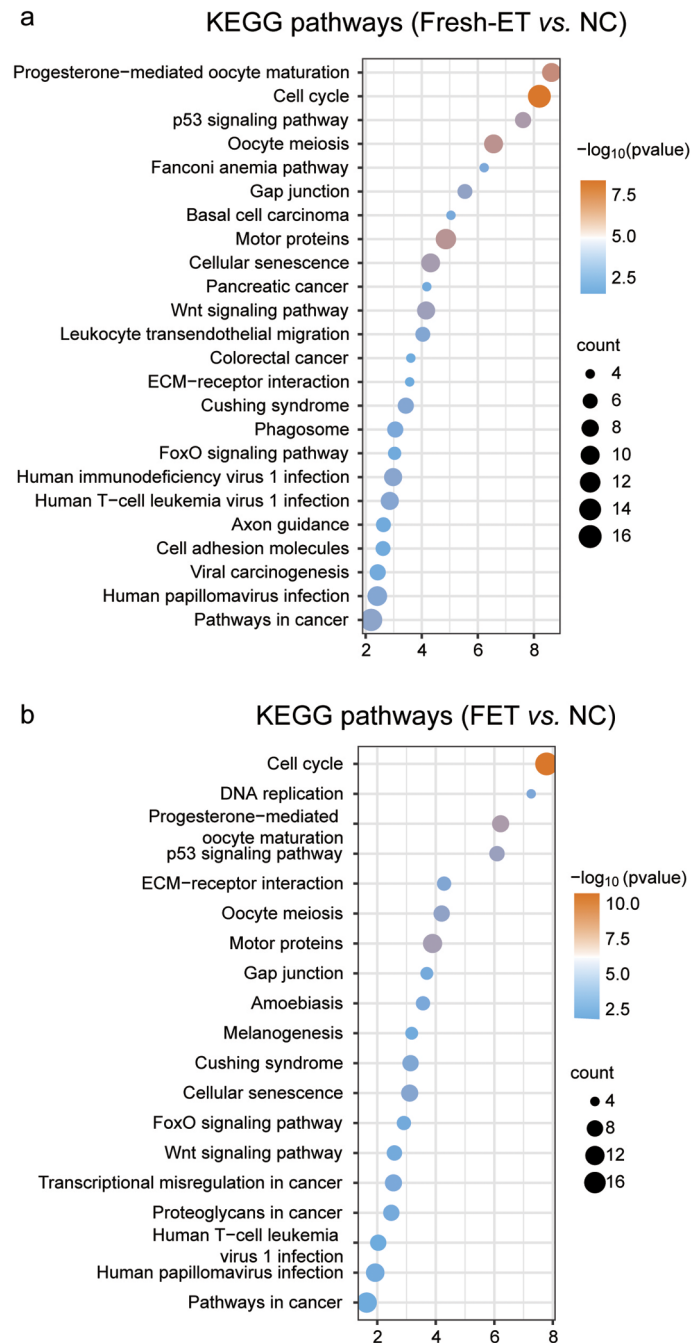 a
KEGG pathways (Fresh-ET vs. NC)
Progesterone−mediated oocyte maturation
Cell cycle
p53 signaling pathway
Oocyte meiosis
Fanconi anemia pathway
Gap junction
Basal cell carcinoma
Motor proteins
Cellular senescence
Pancreatic cancer
Wnt signaling pathway
Leukocyte transendothelial migration
Colorectal cancer
ECM−receptor interaction
Cushing syndrome
Phagosome
FoxO signaling pathway
Human immunodeficiency virus 1 infection
Human T−cell leukemia virus 1 infection
Axon guidance
Cell adhesion molecules
Viral carcinogenesis
Human papillomavirus infection
Pathways in cancer
2 4 6 8
−log10(pvalue)
7.5
5.0
2.5
count
4
6
8
10
12
14
16
b
KEGG pathways (FET vs. NC)
Cell cycle
DNA replication
Progesterone−mediated
oocyte maturation
p53 signaling pathway
ECM−receptor interaction
Oocyte meiosis
Motor proteins
Gap junction
Amoebiasis
Melanogenesis
Cushing syndrome
Cellular senescence
FoxO signaling pathway
Wnt signaling pathway
Transcriptional misregulation in cancer
Proteoglycans in cancer
Human T−cell leukemia
virus 1 infection
Human papillomavirus infection
Pathways in cancer
2 4 6 8
−log10 (pvalue)
10.0
7.5
5.0
2.5
count
4
8
12
16